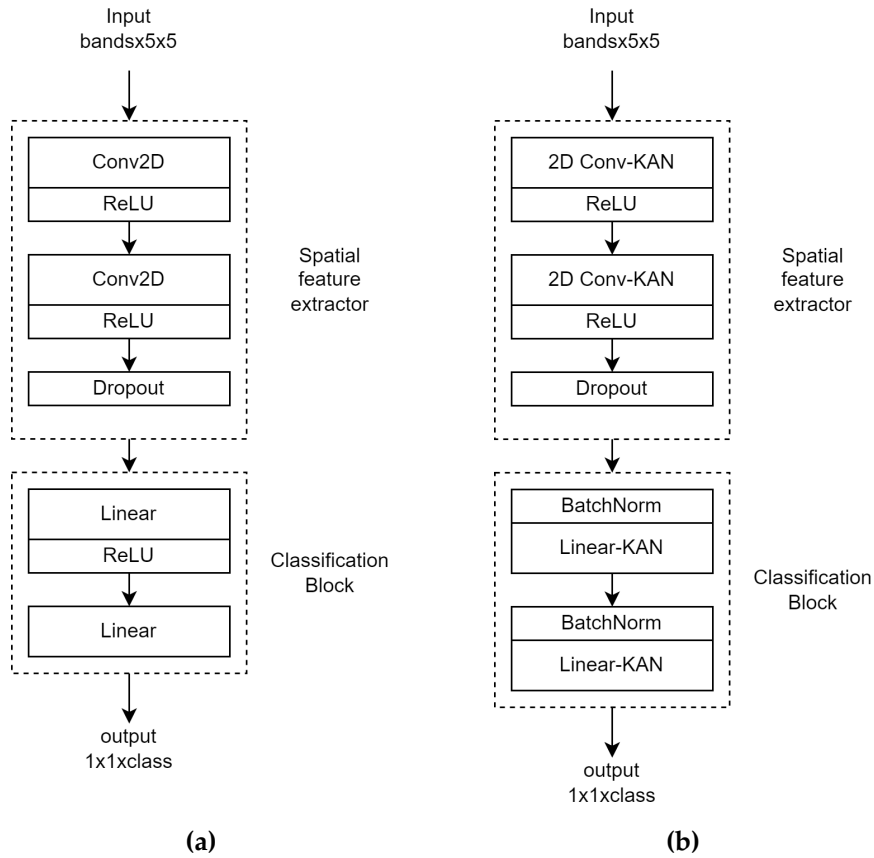 Input
bandsx5x5
Conv2D
ReLU
Conv2D
ReLU
Dropout
Spatial
feature
extractor
Linear
ReLU
Linear
Classification
Block
output
1x1xclass
(a)
Input
bandsx5x5
2D Conv-KAN
ReLU
2D Conv-KAN
ReLU
Dropout
Spatial
feature
extractor
BatchNorm
Linear-KAN
BatchNorm
Linear-KAN
Classification
Block
output
1x1xclass
(b)